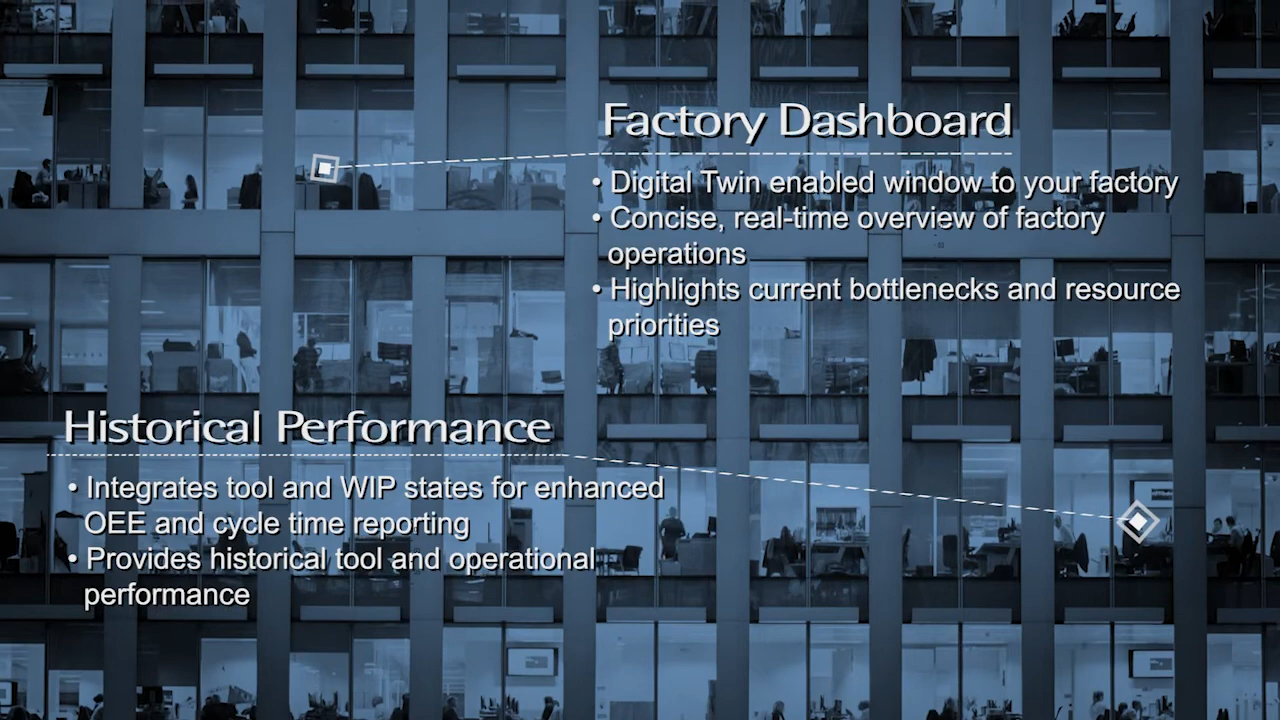 Factory Dashboard
• Digital Twin enabled window to your factory
• Concise, real-time overview of factory
operations
• Highlights current bottlenecks and resource
priorities
Historical Performance
• Integrates tool and WIP states for enhanced
OEE and cycle time reporting
• Provides historical tool and operational
performance